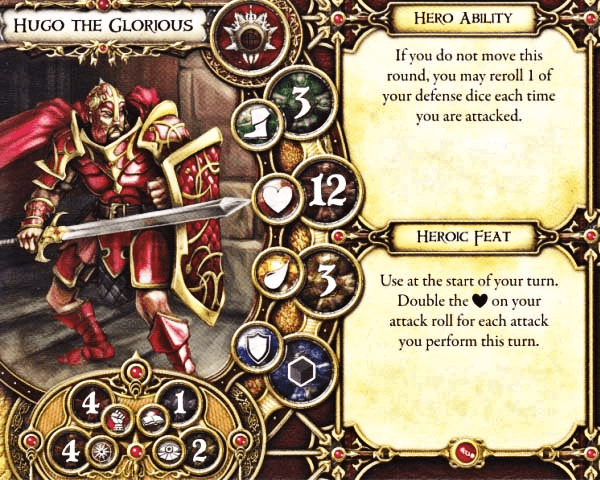 Hugo the Glorious
3
12
3
4
1
4
2
Hero Ability
If you do not move this
round, you may reroll 1 of
your defense dice each time
you are attacked.
Heroic Feat
Use at the start of your turn.
Double the ♥ on your
attack roll for each attack
you perform this turn.